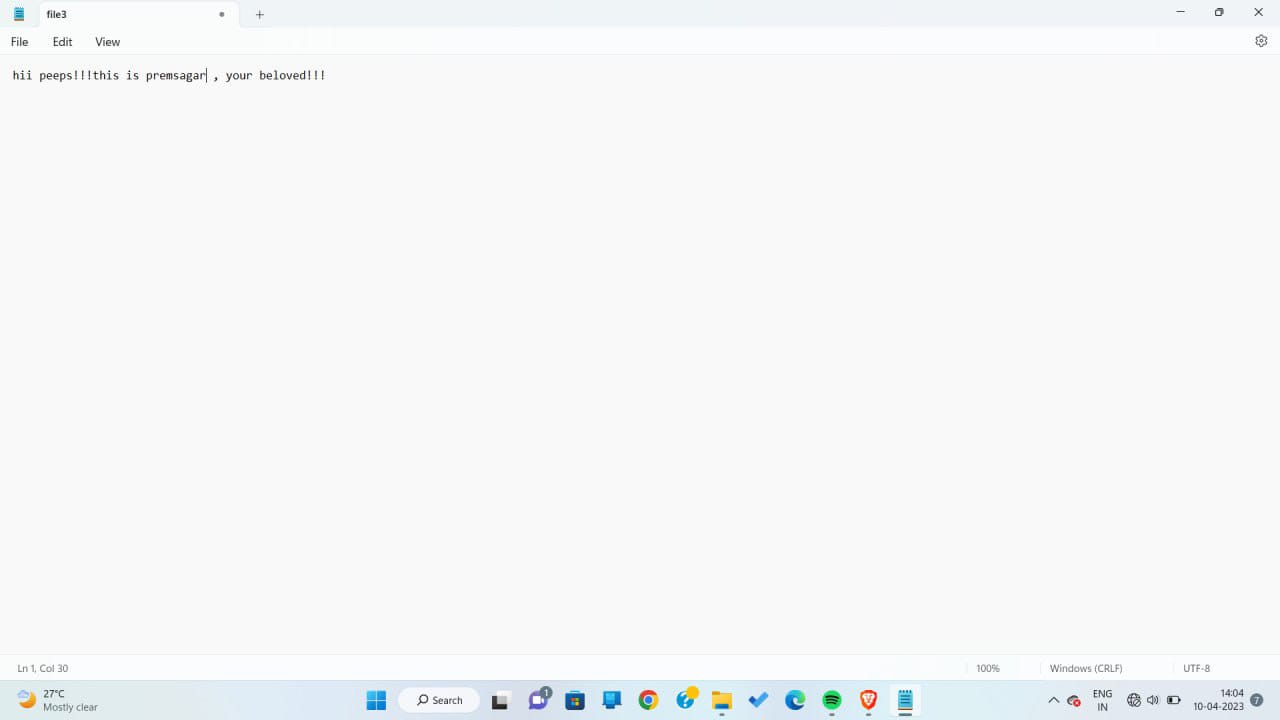 file3
File Edit View
hii peeps!!!this is premsagar , your beloved!!!
Ln 1, Col 30 100% Windows (CRLF) UTF-8
27°C
Mostly clear
Search
1
ENG
IN
14:04
10-04-2023
7